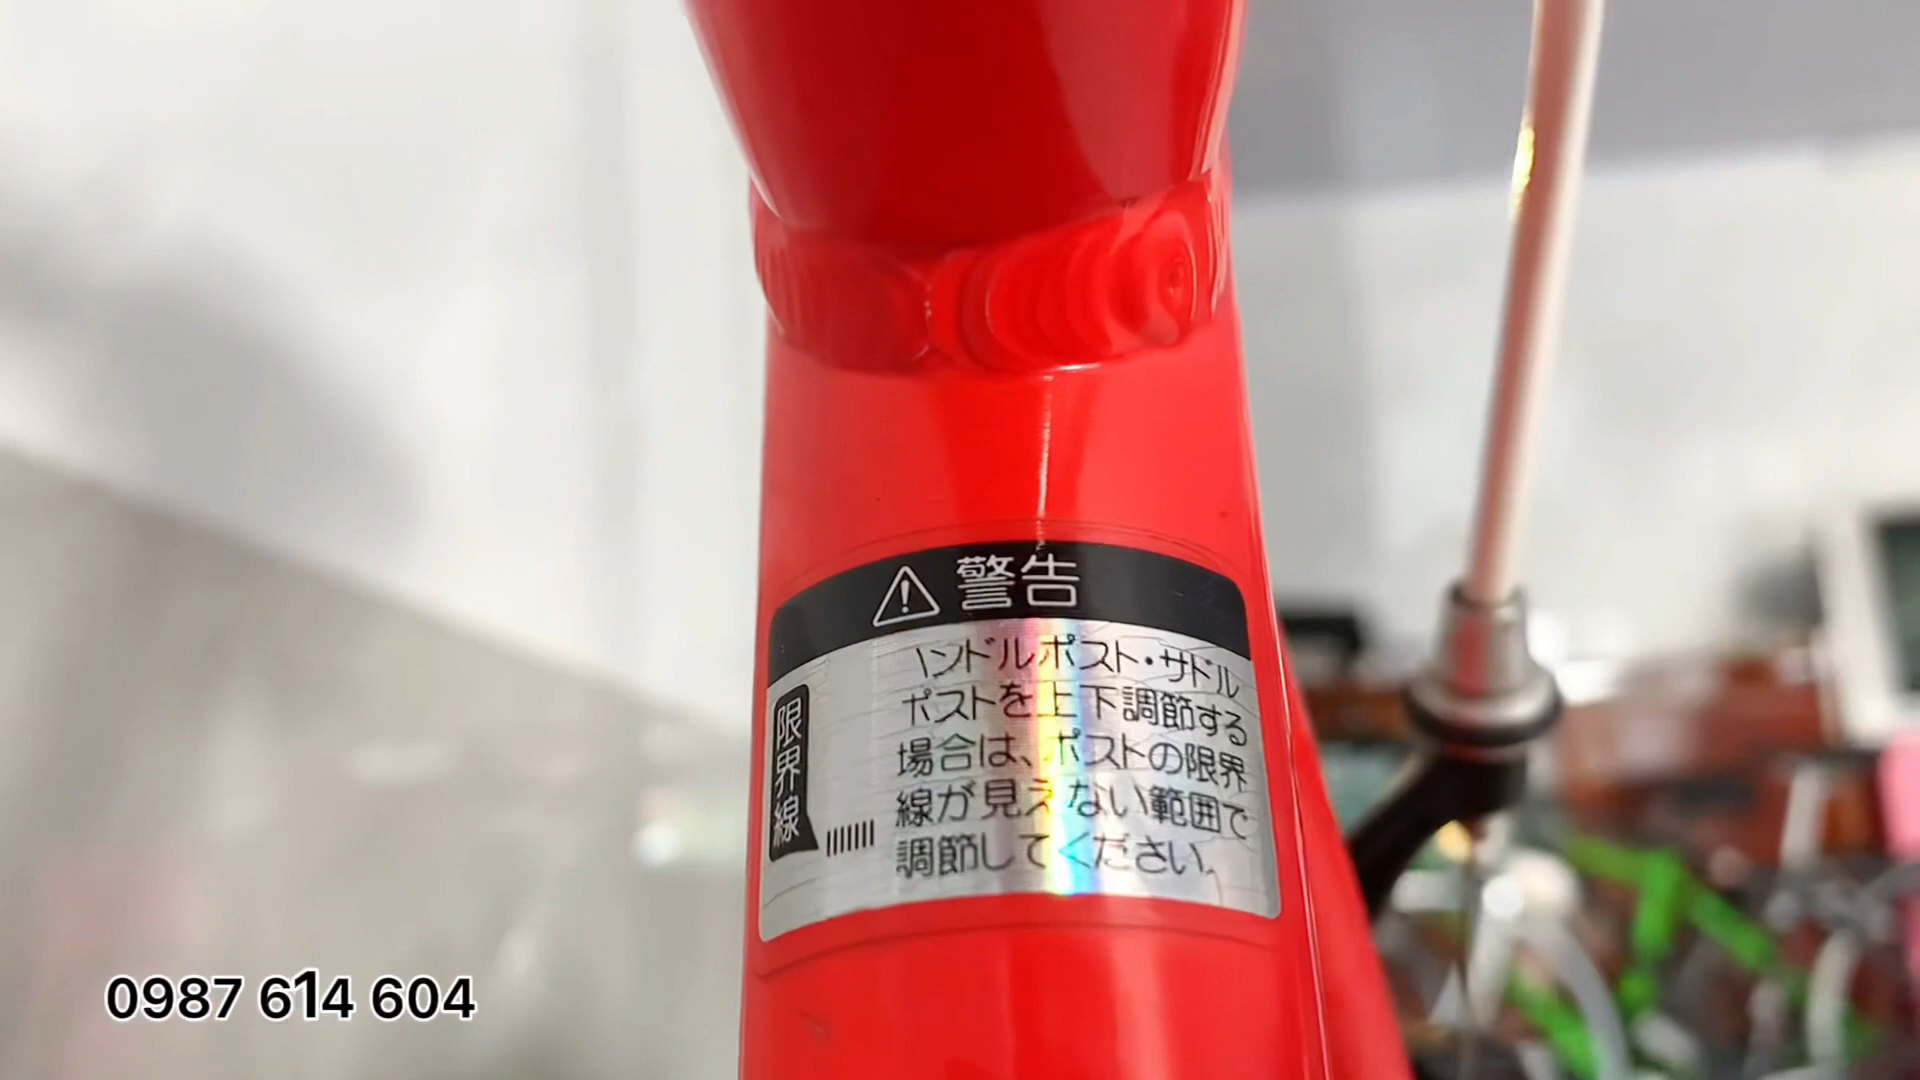 警告
ハンドルポスト・サドル
ポストを上下調節する
場合は、ポストの限界
線が見えない範囲で
調節してください。
限界線
0987 614 604